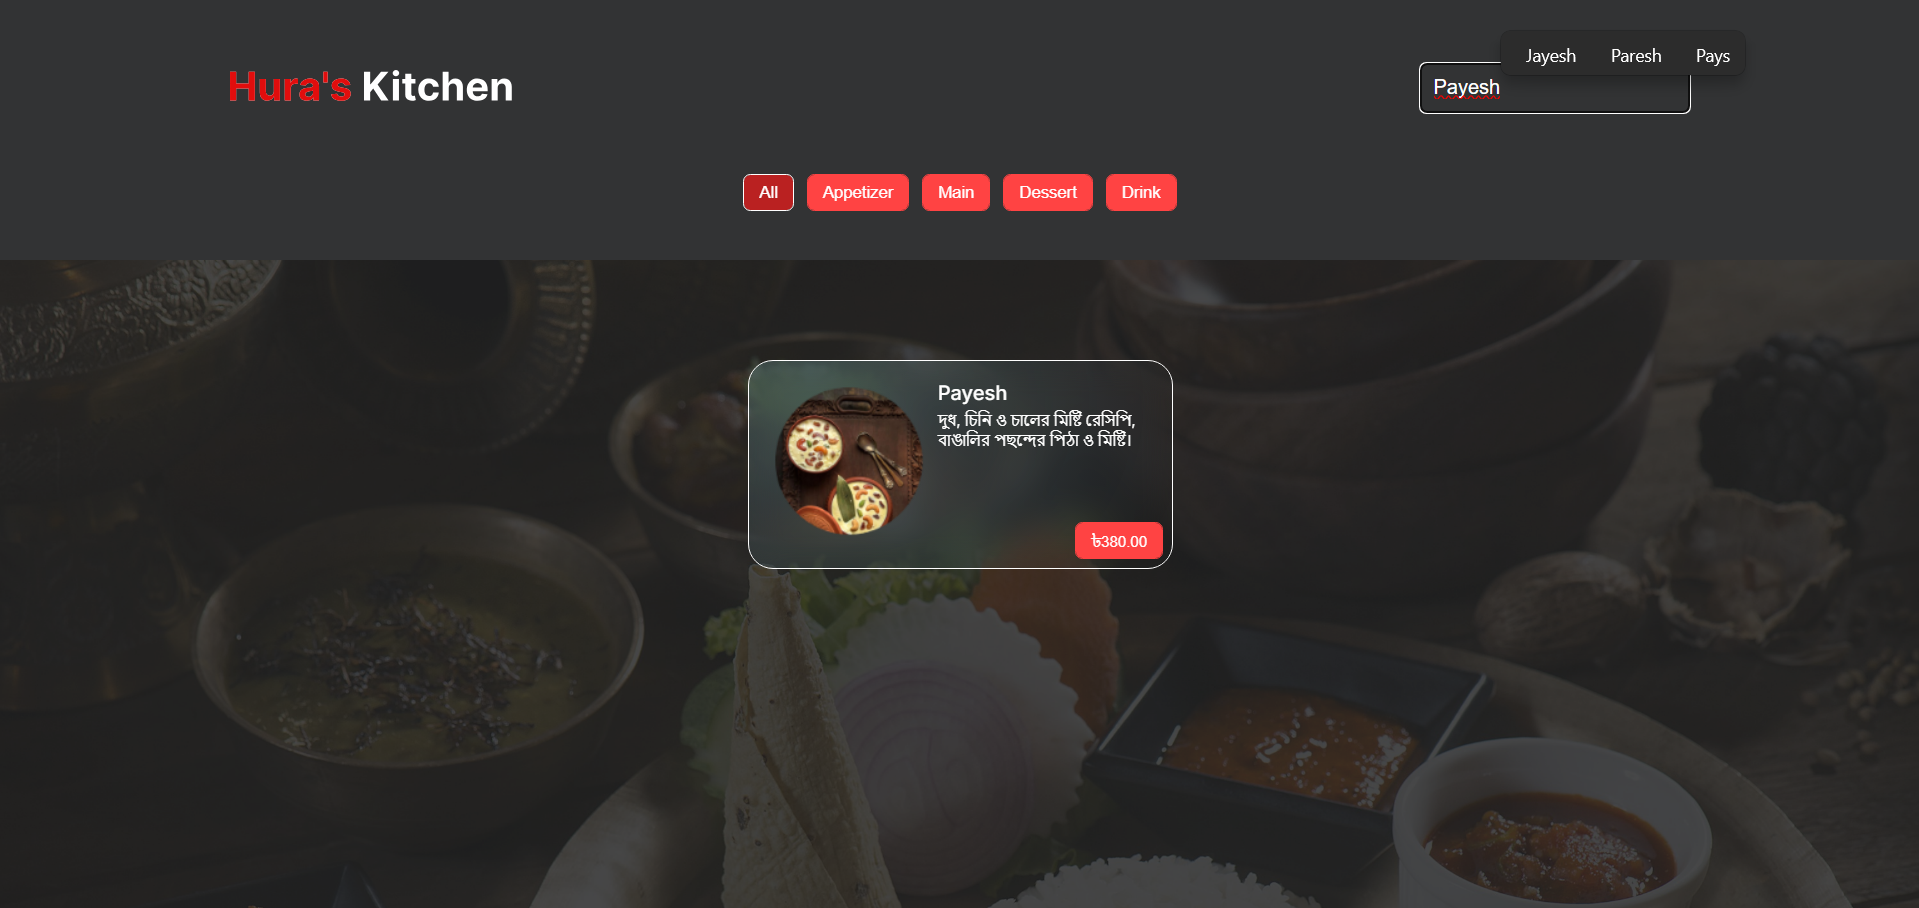 Jayesh Paresh Pays
Hura's Kitchen
Payesh
All Appetizer Main Dessert Drink
Payesh
দুধ, চিনি ও চালের মিষ্টি রেসিপি,
বাঙালির পছন্দের পিঠা ও মিষ্টি।
৳380.00